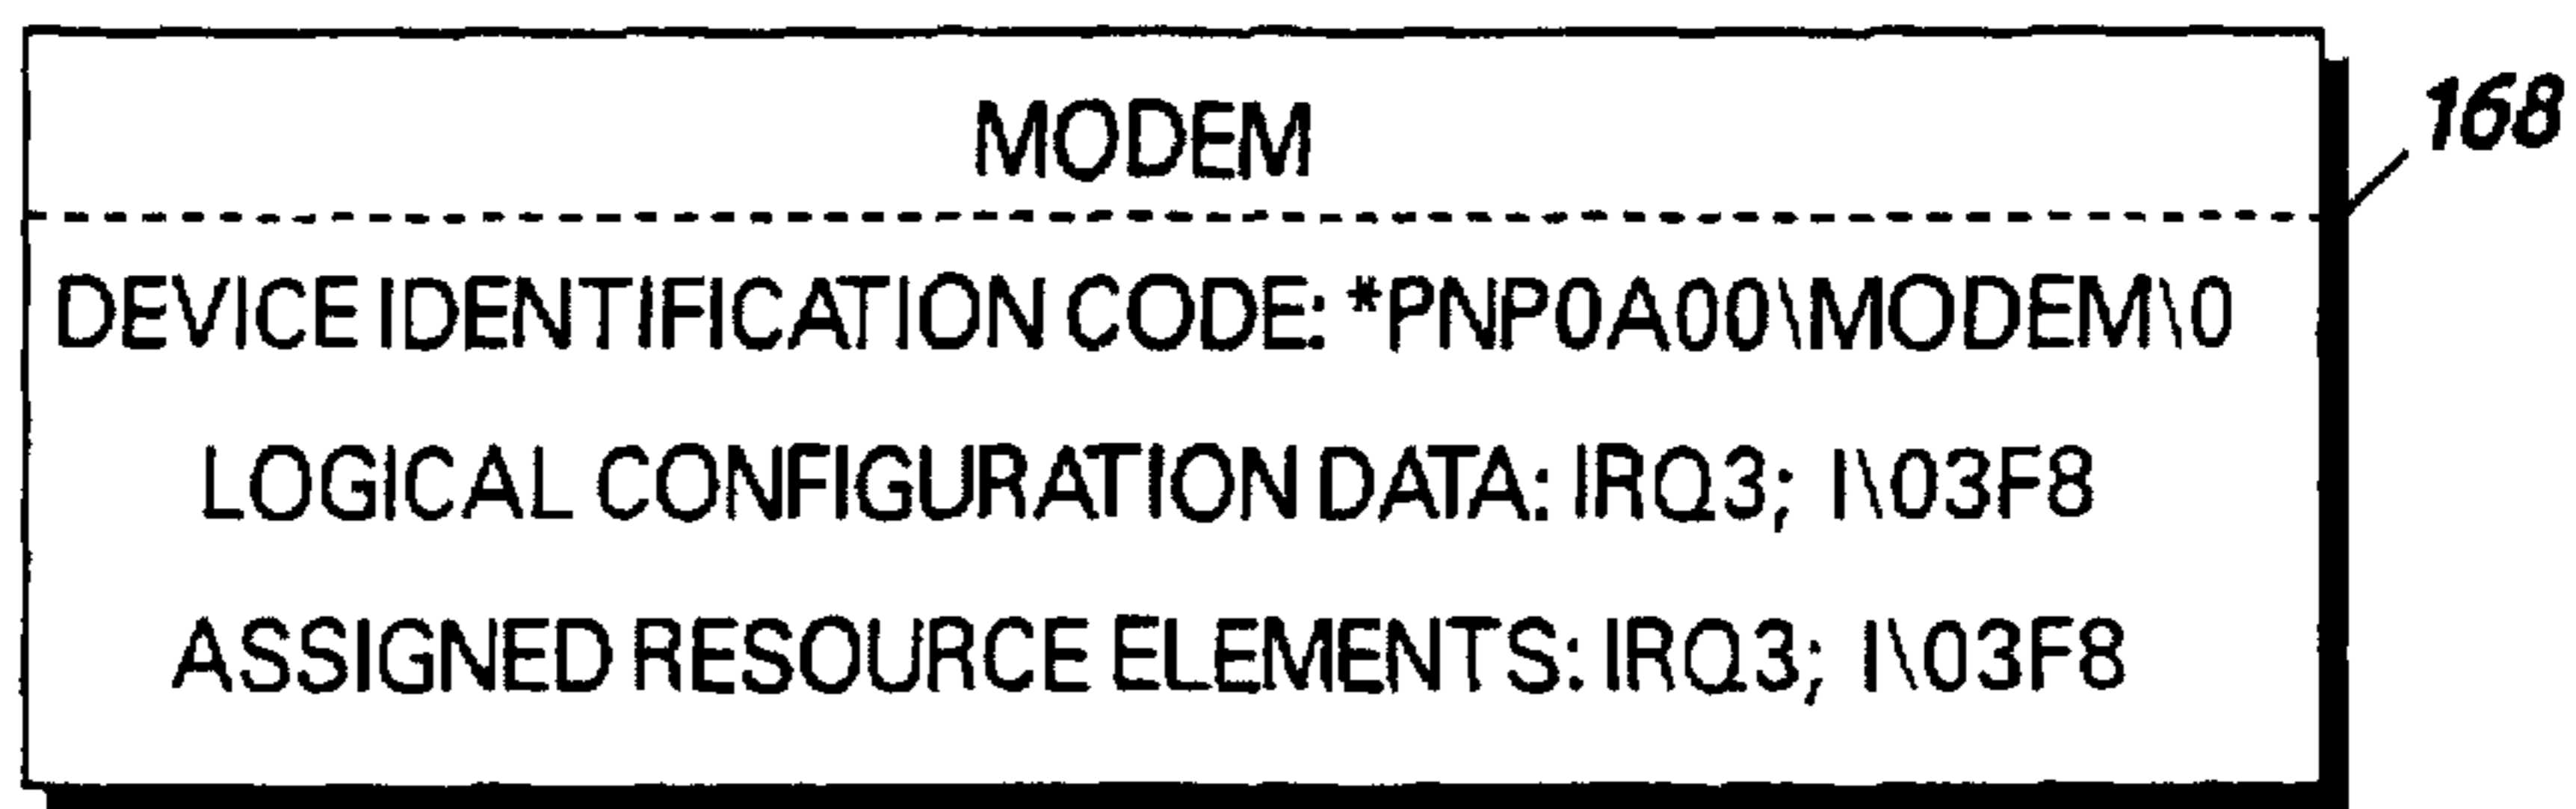 MODEM
168
DEVICE IDENTIFICATION CODE: *PNP0A00\MODEM\0
LOGICAL CONFIGURATION DATA: IRQ3; I\03F8
ASSIGNED RESOURCE ELEMENTS: IRQ3; I\03F8